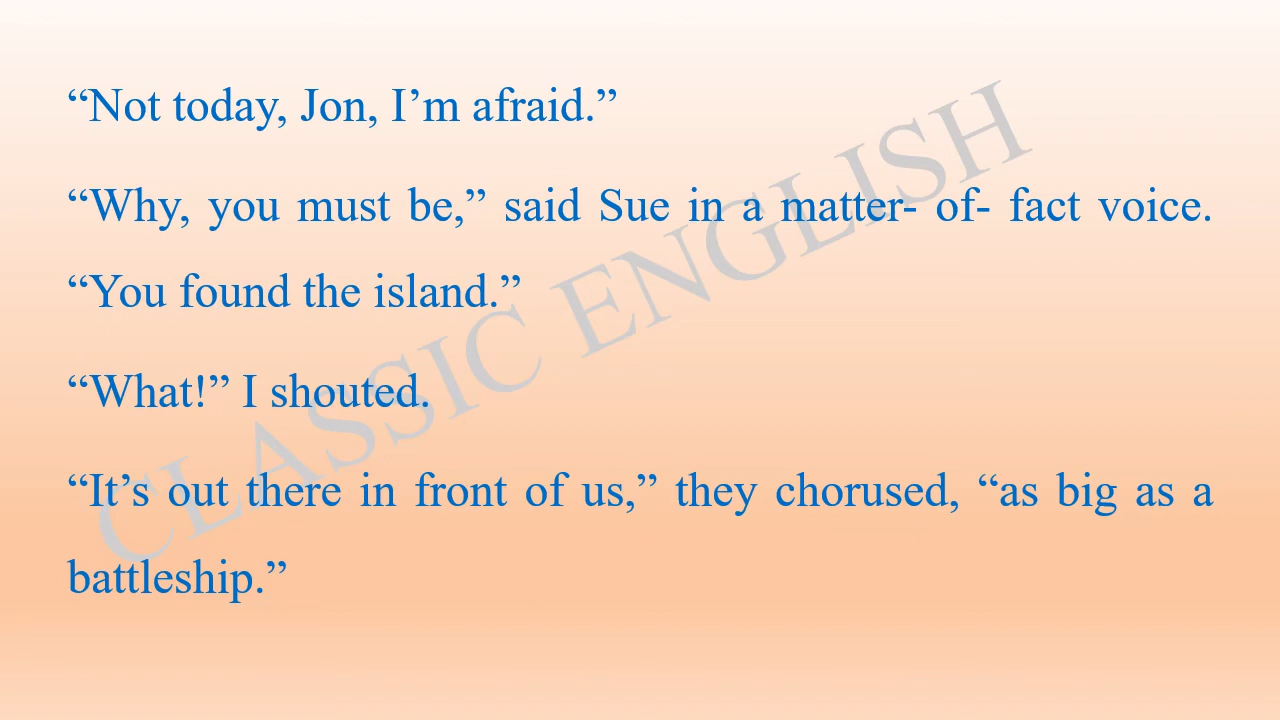 “Not today, Jon, I’m afraid.”
“Why, you must be,” said Sue in a matter- of- fact voice.
“You found the island.”
“What!” I shouted.
“It’s out there in front of us,” they chorused, “as big as a
battleship.”
CLASSIC ENGLISH